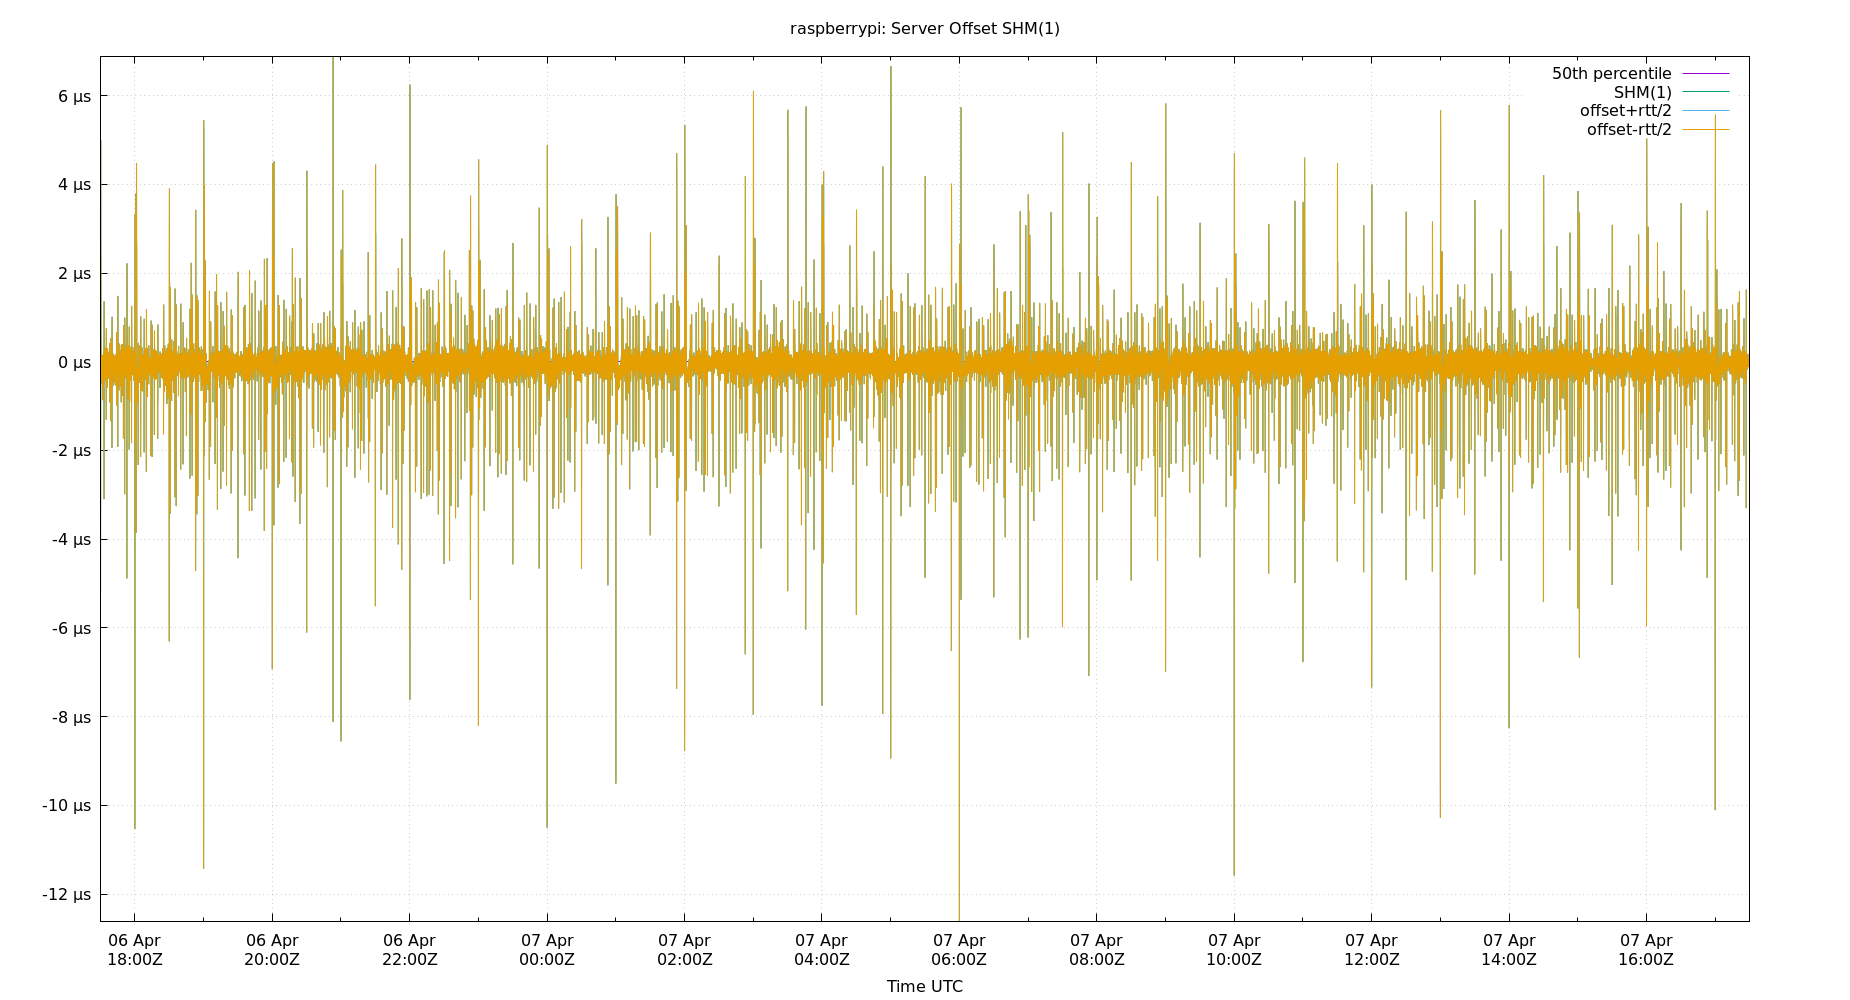 raspberrypi: Server Offset SHM(1)
50th percentile
SHM(1)
offset+rtt/2
offset-rtt/2
6 µs
4 µs
2 µs
0 µs
-2 µs
-4 µs
-6 µs
-8 µs
-10 µs
-12 µs
06 Apr 06 Apr 06 Apr 07 Apr 07 Apr 07 Apr 07 Apr 07 Apr 07 Apr 07 Apr 07 Apr 07 Apr
18:00Z 20:00Z 22:00Z 00:00Z 02:00Z 04:00Z 06:00Z 08:00Z 10:00Z 12:00Z 14:00Z 16:00Z
Time UTC